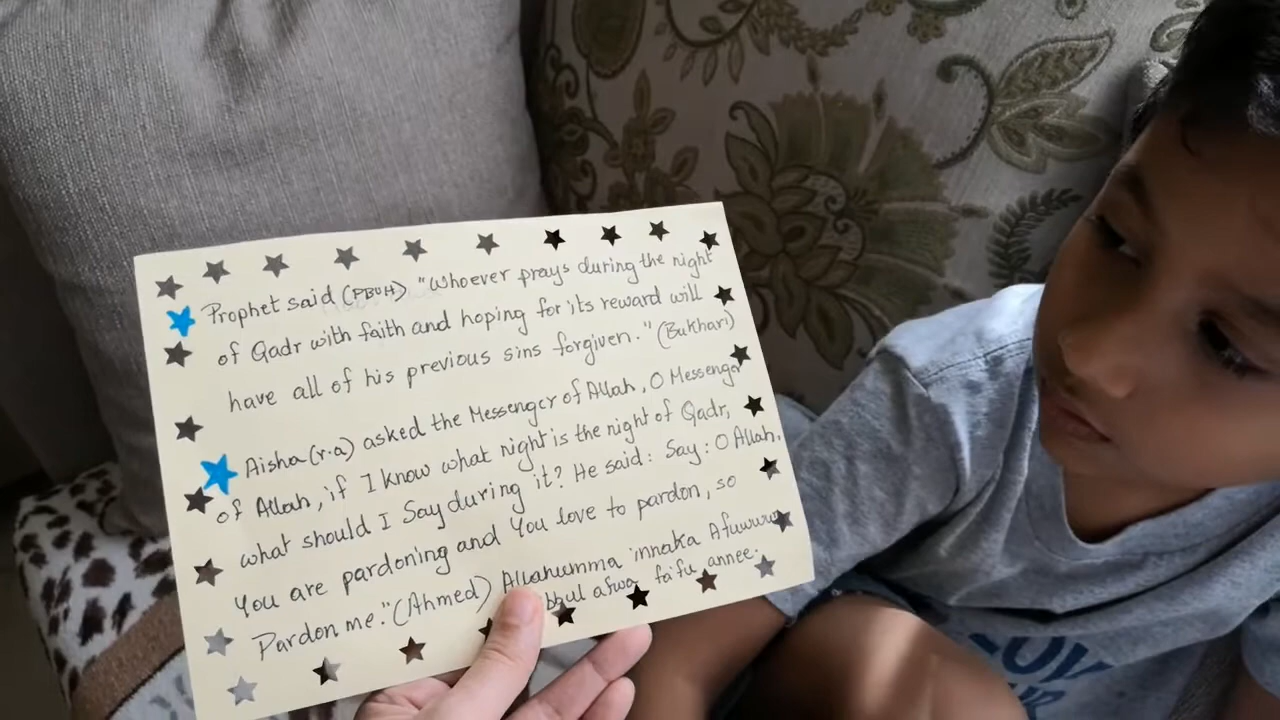 Prophet said (PBUH) "Whoever prays during the night
of Qadr with faith and hoping for its reward will
have all of his previous sins forgiven." (Bukhari)
Aisha (r.a) asked the Messenger of Allah, O Messenger
of Allah, if I know what night is the night of Qadr,
what should I Say during it? He said: Say: O Allah,
You are pardoning and You love to pardon, so
Pardon me." (Ahmed) Allahumma innaka Afuwwu
afwa fa'fu annee.
LOV